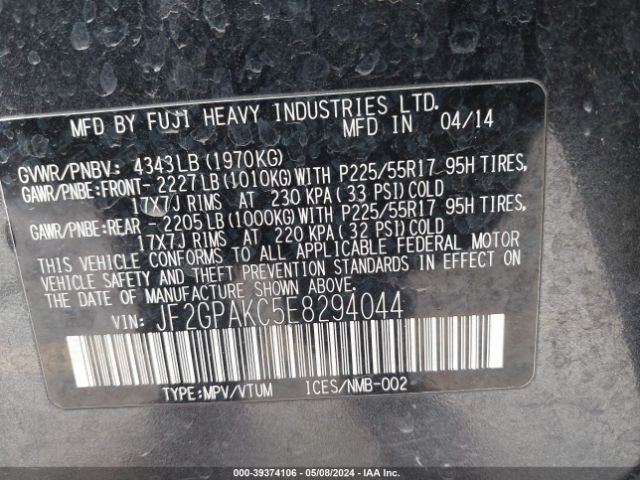 MFD BY FUJI HEAVY INDUSTRIES LTD.
MFD IN 04/14
GVWR/PNBV: 4343LB(1970KG)
GAWR/PNBE:FRONT-2227LB(1010KG)WITH P225/55R17 95H TIRES,
17X7J RIMS AT 230 KPA(33 PSI)COLD
GAWR/PNBE:REAR -2205LB(1000KG)WITH P225/55R17 95H TIRES,
17X7J RIMS AT 220 KPA(32 PSI)COLD
THIS VEHICLE CONFORMS TO ALL APPLICABLE FEDERAL MOTOR
VEHICLE SAFETY AND THEFT PREVENTION STANDARDS IN EFFECT ON
THE DATE OF MANUFACTURE SHOWN ABOVE.
VIN: JF2GPAKC5E8294044
TYPE:MPV/VTUM ICES/NMB-002
000-39374106 - 05/08/2024 - IAA Inc.